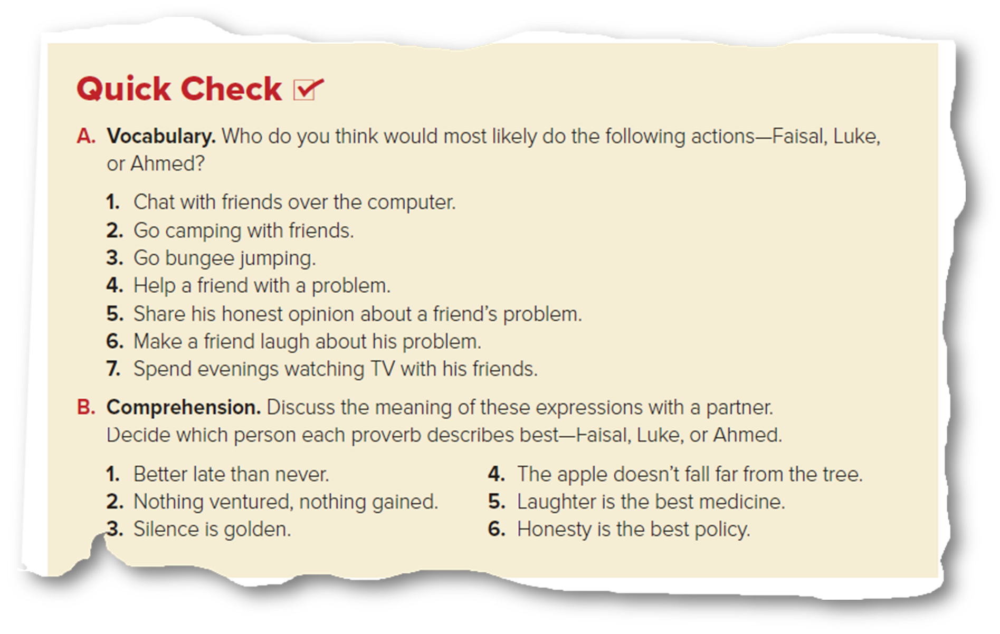 Quick Check
A. Vocabulary. Who do you think would most likely do the following actions—Faisal, Luke,
or Ahmed?
1. Chat with friends over the computer.
2. Go camping with friends.
3. Go bungee jumping.
4. Help a friend with a problem.
5. Share his honest opinion about a friend's problem.
6. Make a friend laugh about his problem.
7. Spend evenings watching TV with his friends.
B. Comprehension. Discuss the meaning of these expressions with a partner.
Decide which person each proverb describes best—Faisal, Luke, or Ahmed.
1. Better late than never.
2. Nothing ventured, nothing gained.
3. Silence is golden.
4. The apple doesn't fall far from the tree.
5. Laughter is the best medicine.
6. Honesty is the best policy.